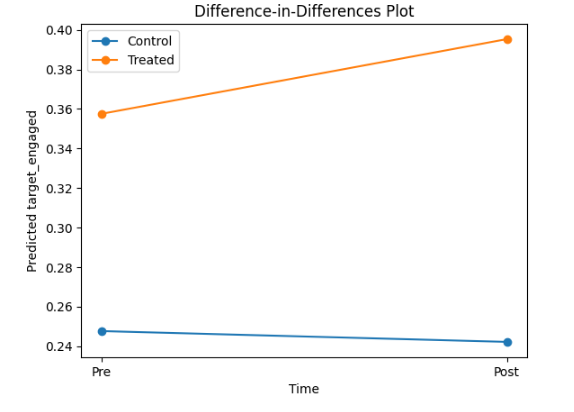 Difference-in-Differences Plot
Control
Treated
Predicted target_engaged
0.40
0.38
0.36
0.34
0.32
0.30
0.28
0.26
0.24
Pre
Post
Time